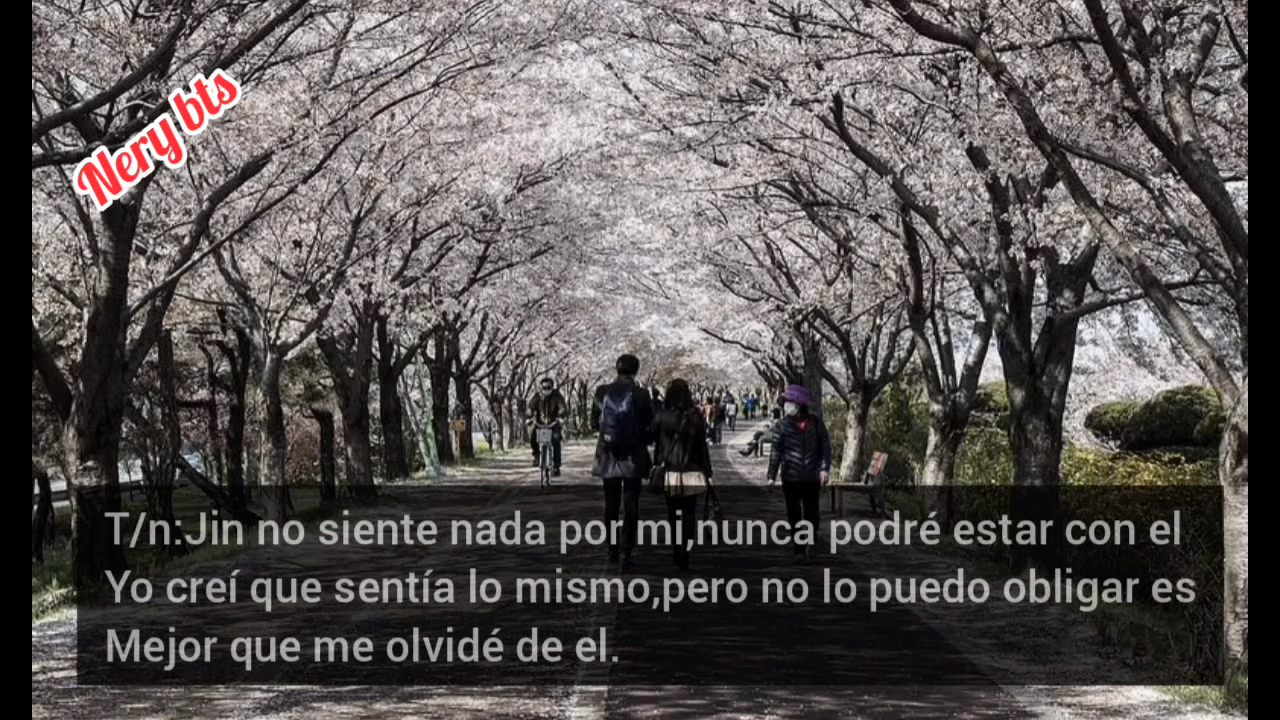 Nery bts
T/n:Jin no siente nada por mi,nunca podré estar con el
Yo creí que sentía lo mismo,pero no lo puedo obligar es
Mejor que me olvidé de el.